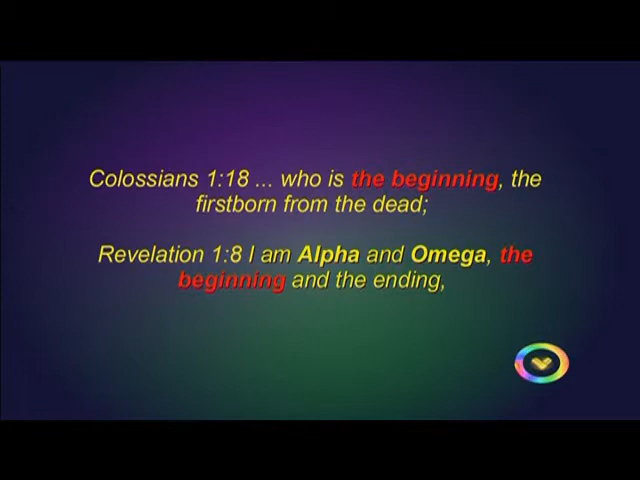 Colossians 1:18 ... who is the beginning, the
firstborn from the dead;
Revelation 1:8 I am Alpha and Omega, the
beginning and the ending,